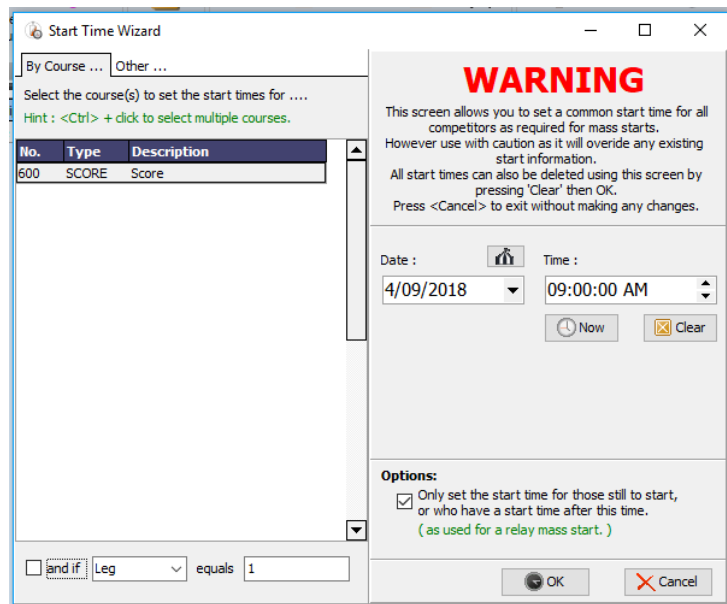 Start Time Wizard
By Course ... Other ...
Select the course(s) to set the start times for ....
Hint : <Ctrl> + click to select multiple courses.
No. Type Description
600 SCORE Score
and if Leg equals 1
WARNING
This screen allows you to set a common start time for all
competitors as required for mass starts.
However use with caution as it will overide any existing
start information.
All start times can also be deleted using this screen by
pressing 'Clear' then OK.
Press <Cancel> to exit without making any changes.
Date : Time :
4/09/2018 09:00:00 AM
Now Clear
Options:
Only set the start time for those still to start,
or who have a start time after this time.
( as used for a relay mass start. )
OK Cancel